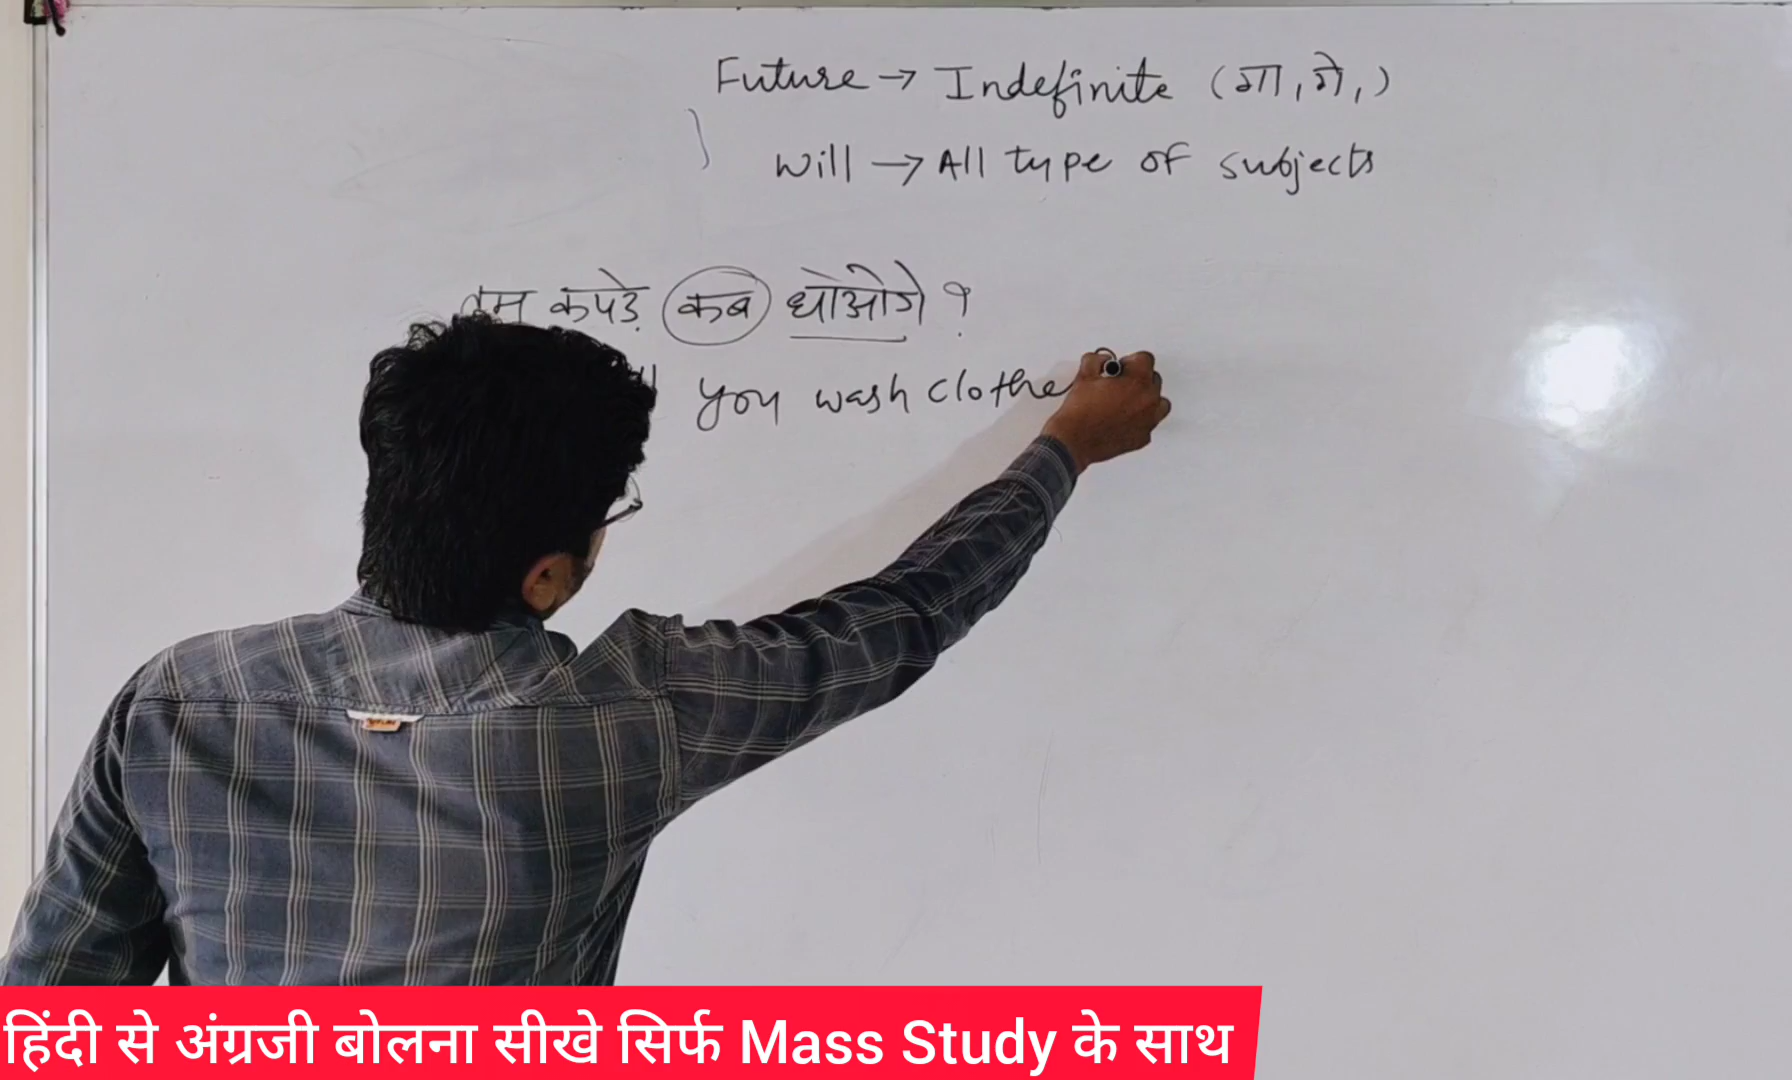 Future → Indefinite (गा, गे, )
Will → All type of subjects
तुम कपड़े कब धोओगे ?
you wash clothe
हिंदी से अंग्रजी बोलना सीखे सिर्फ Mass Study के साथ